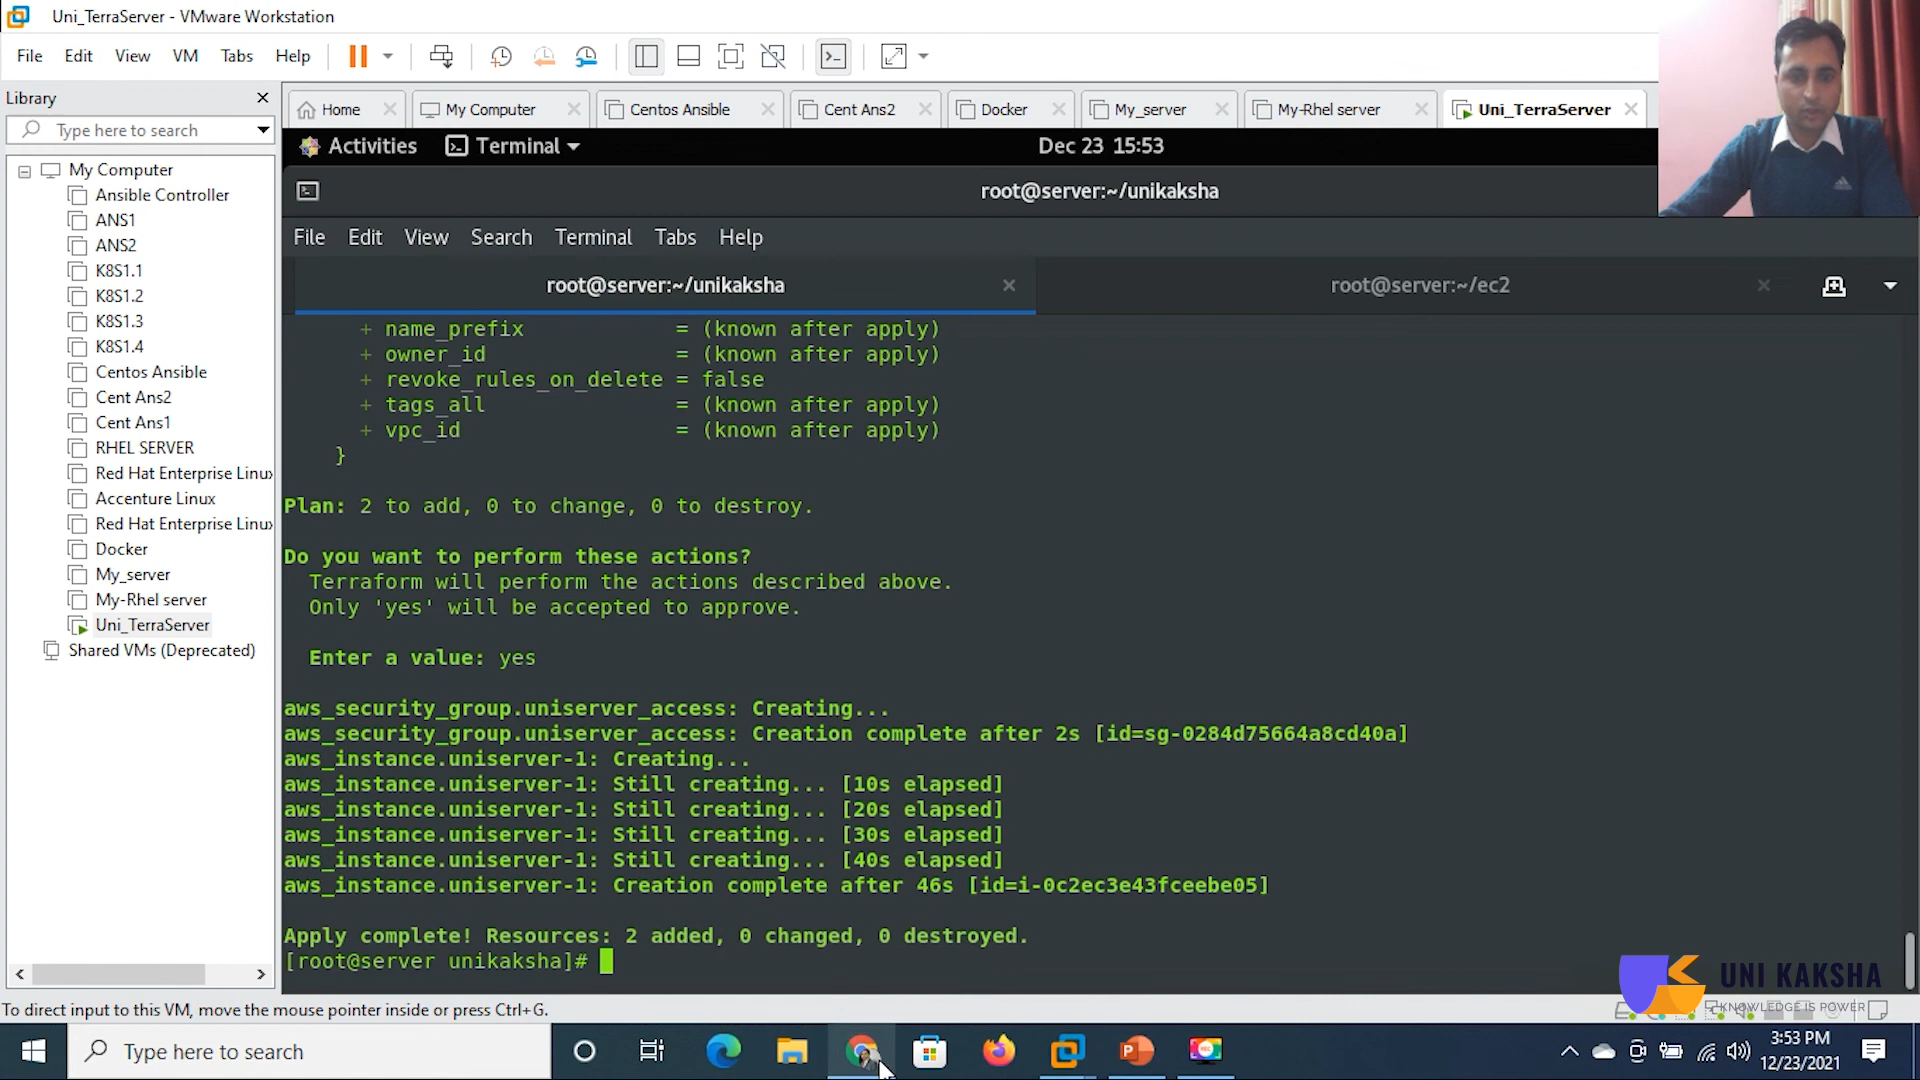 Uni_TerraServer - VMware Workstation
File Edit View VM Tabs Help
Library
Type here to search
My Computer
Ansible Controller
ANS1
ANS2
K8S1.1
K8S1.2
K8S1.3
K8S1.4
Centos Ansible
Cent Ans2
Cent Ans1
RHEL SERVER
Red Hat Enterprise Linux
Accenture Linux
Red Hat Enterprise Linux
Docker
My_server
My-Rhel server
Uni_TerraServer
Shared VMs (Deprecated)
Home My Computer Centos Ansible Cent Ans2 Docker My_server My-Rhel server Uni_TerraServer
Activities Terminal Dec 23 15:53
root@server:~/unikaksha
File Edit View Search Terminal Tabs Help
root@server:~/unikaksha root@server:~/ec2
+ name_prefix = (known after apply)
+ owner_id = (known after apply)
+ revoke_rules_on_delete = false
+ tags_all = (known after apply)
+ vpc_id = (known after apply)
}
Plan: 2 to add, 0 to change, 0 to destroy.
Do you want to perform these actions?
Terraform will perform the actions described above.
Only 'yes' will be accepted to approve.
Enter a value: yes
aws_security_group.uniserver_access: Creating...
aws_security_group.uniserver_access: Creation complete after 2s [id=sg-0284d75664a8cd40a]
aws_instance.uniserver-1: Creating...
aws_instance.uniserver-1: Still creating... [10s elapsed]
aws_instance.uniserver-1: Still creating... [20s elapsed]
aws_instance.uniserver-1: Still creating... [30s elapsed]
aws_instance.uniserver-1: Still creating... [40s elapsed]
aws_instance.uniserver-1: Creation complete after 46s [id=i-0c2ec3e43fceebe05]
Apply complete! Resources: 2 added, 0 changed, 0 destroyed.
[root@server unikaksha]#
UNI KAKSHA
KNOWLEDGE IS POWER
To direct input to this VM, move the mouse pointer inside or press Ctrl+G.
Type here to search
3:53 PM
12/23/2021